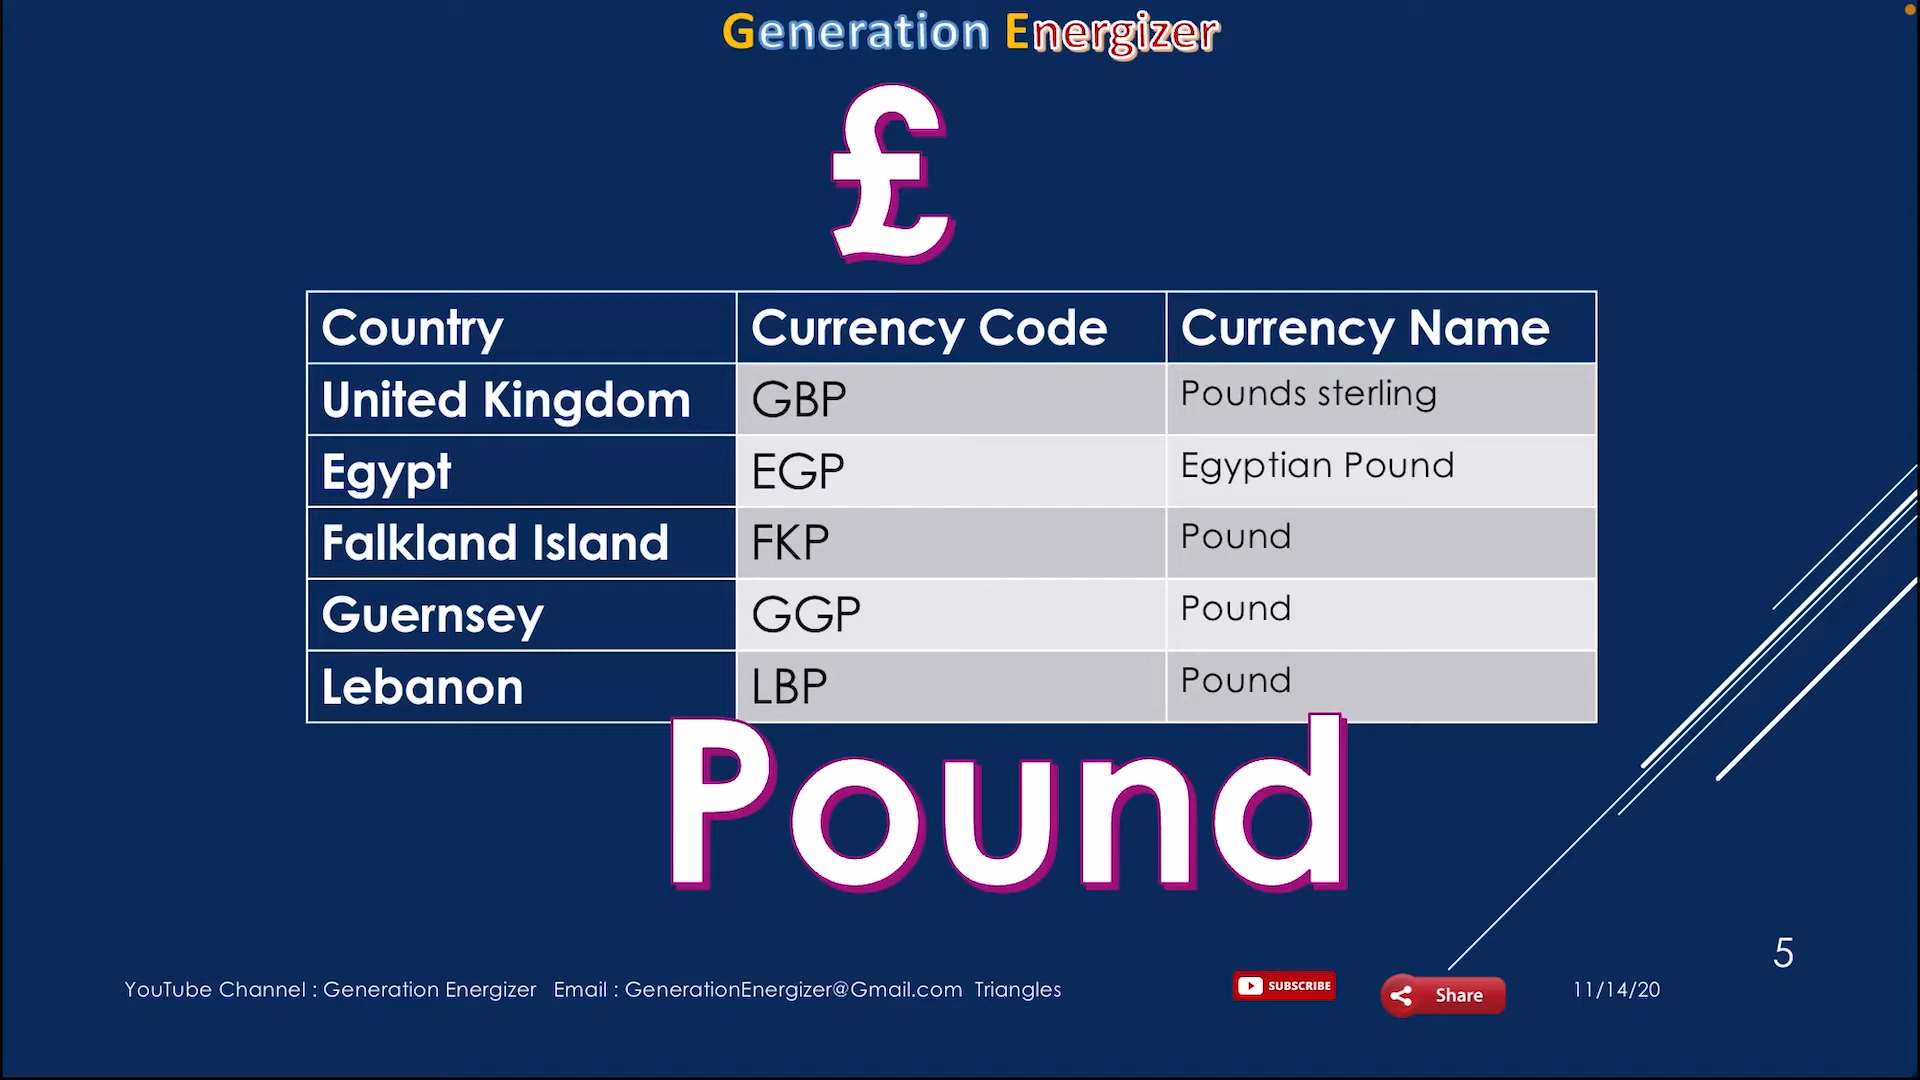 Generation Energizer
£
Country Currency Code Currency Name
United Kingdom GBP Pounds sterling
Egypt EGP Egyptian Pound
Falkland Island FKP Pound
Guernsey GGP Pound
Lebanon LBP Pound
Pound
5
YouTube Channel : Generation Energizer Email : GenerationEnergizer@Gmail.com Triangles SUBSCRIBE Share 11/14/20